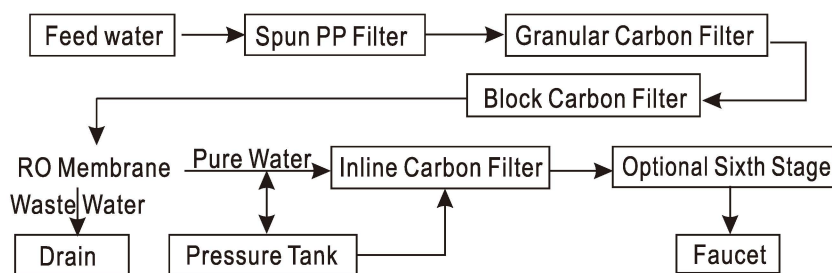 Feed water
Spun PP Filter
Granular Carbon Filter
Block Carbon Filter
RO Membrane
Pure Water
Inline Carbon Filter
Optional Sixth Stage
Waste Water
Drain
Pressure Tank
Faucet